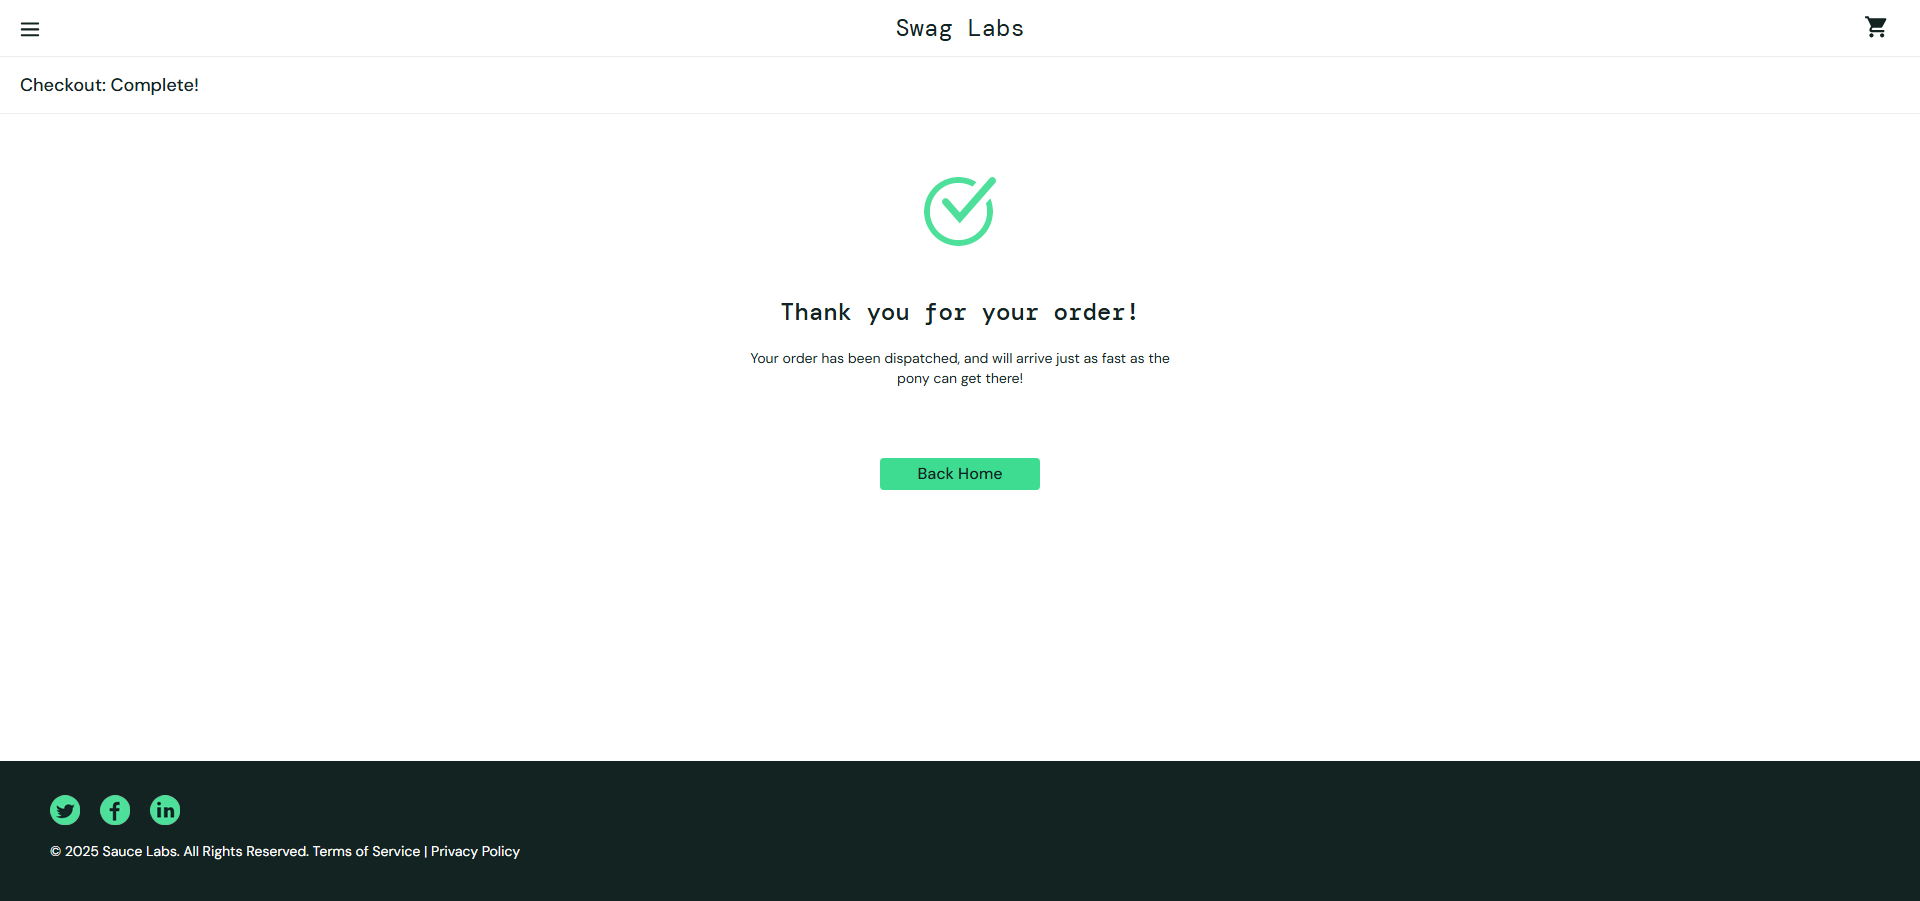 Swag Labs
Checkout: Complete!
Thank you for your order!
Your order has been dispatched, and will arrive just as fast as the
pony can get there!
Back Home
© 2025 Sauce Labs. All Rights Reserved. Terms of Service | Privacy Policy